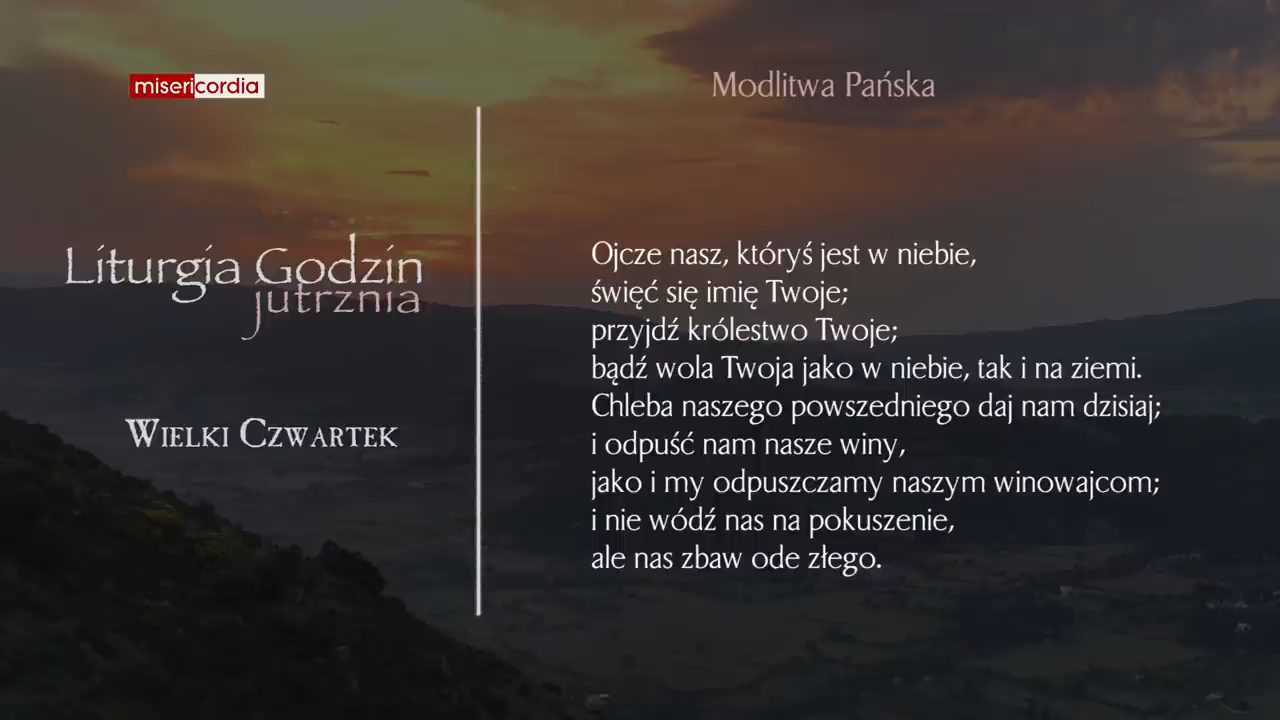 misericordia
Liturgia Godzin
jutrznia
Wielki Czwartek
Modlitwa Pańska
Ojcze nasz, któryś jest w niebie,
święć się imię Twoje;
przyjdź królestwo Twoje;
bądź wola Twoja jako w niebie, tak i na ziemi.
Chleba naszego powszedniego daj nam dzisiaj;
i odpuść nam nasze winy,
jako i my odpuszczamy naszym winowajcom;
i nie wódź nas na pokuszenie,
ale nas zbaw ode złego.